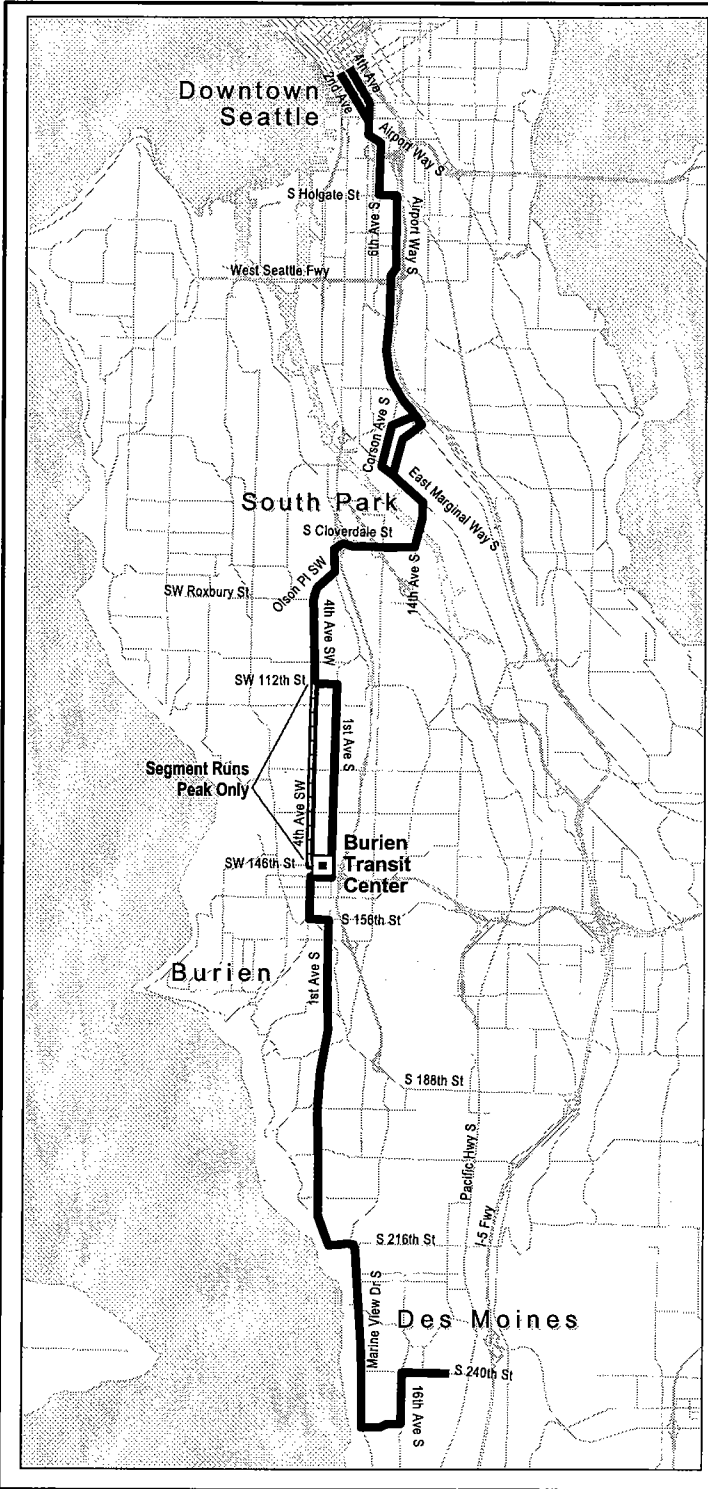 4th Ave
2nd Ave
Downtown
Seattle
Airport Way S
S Holgate St
6th Ave S
Airport Way S
West Seattle Fwy
Corson Ave S
East Marginal Way S
South Park
S Cloverdale St
14th Ave S
Olson Pl SW
SW Roxbury St
4th Ave SW
SW 112th St
1st Ave S
Segment Runs
Peak Only
4th Ave SW
SW 146th St
Burien
Transit
Center
S 156th St
Burien
1st Ave S
S 188th St
Pacific Hwy S
I-5 Fwy
S 216th St
Marine View Dr S
Des Moines
S 240th St
16th Ave S